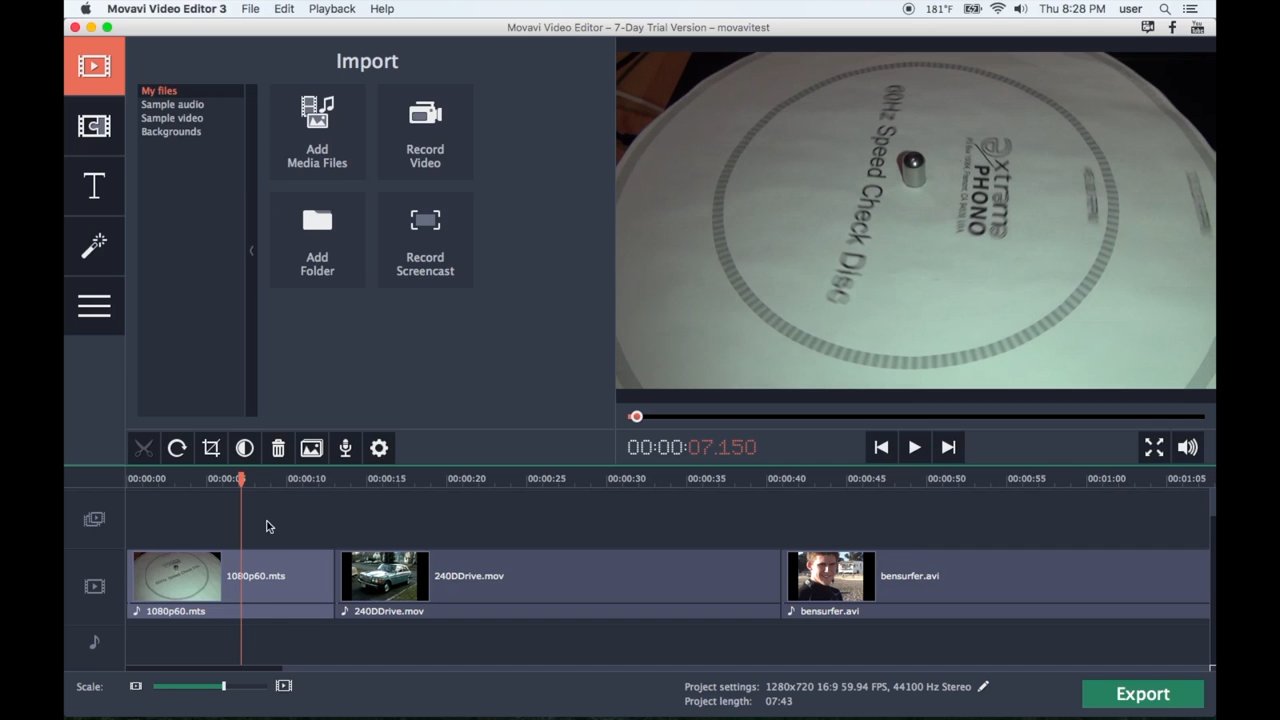 Movavi Video Editor 3 File Edit Playback Help 181°F Thu 8:28 PM user
Movavi Video Editor – 7-Day Trial Version – movavitest
You Tube
Import
My files
Sample audio
Sample video
Backgrounds
Add
Media Files
Record
Video
Add
Folder
Record
Screencast
60Hz Speed Check Disc
extreme
PHONO
00:00:07.150
00:00:00 00:00:05 00:00:10 00:00:15 00:00:20 00:00:25 00:00:30 00:00:35 00:00:40 00:00:45 00:00:50 00:00:55 00:01:00 00:01:05
1080p60.mts 240DDrive.mov bensurfer.avi
1080p60.mts 240DDrive.mov bensurfer.avi
Scale:
Project settings: 1280x720 16:9 59.94 FPS, 44100 Hz Stereo
Project length: 07:43
Export